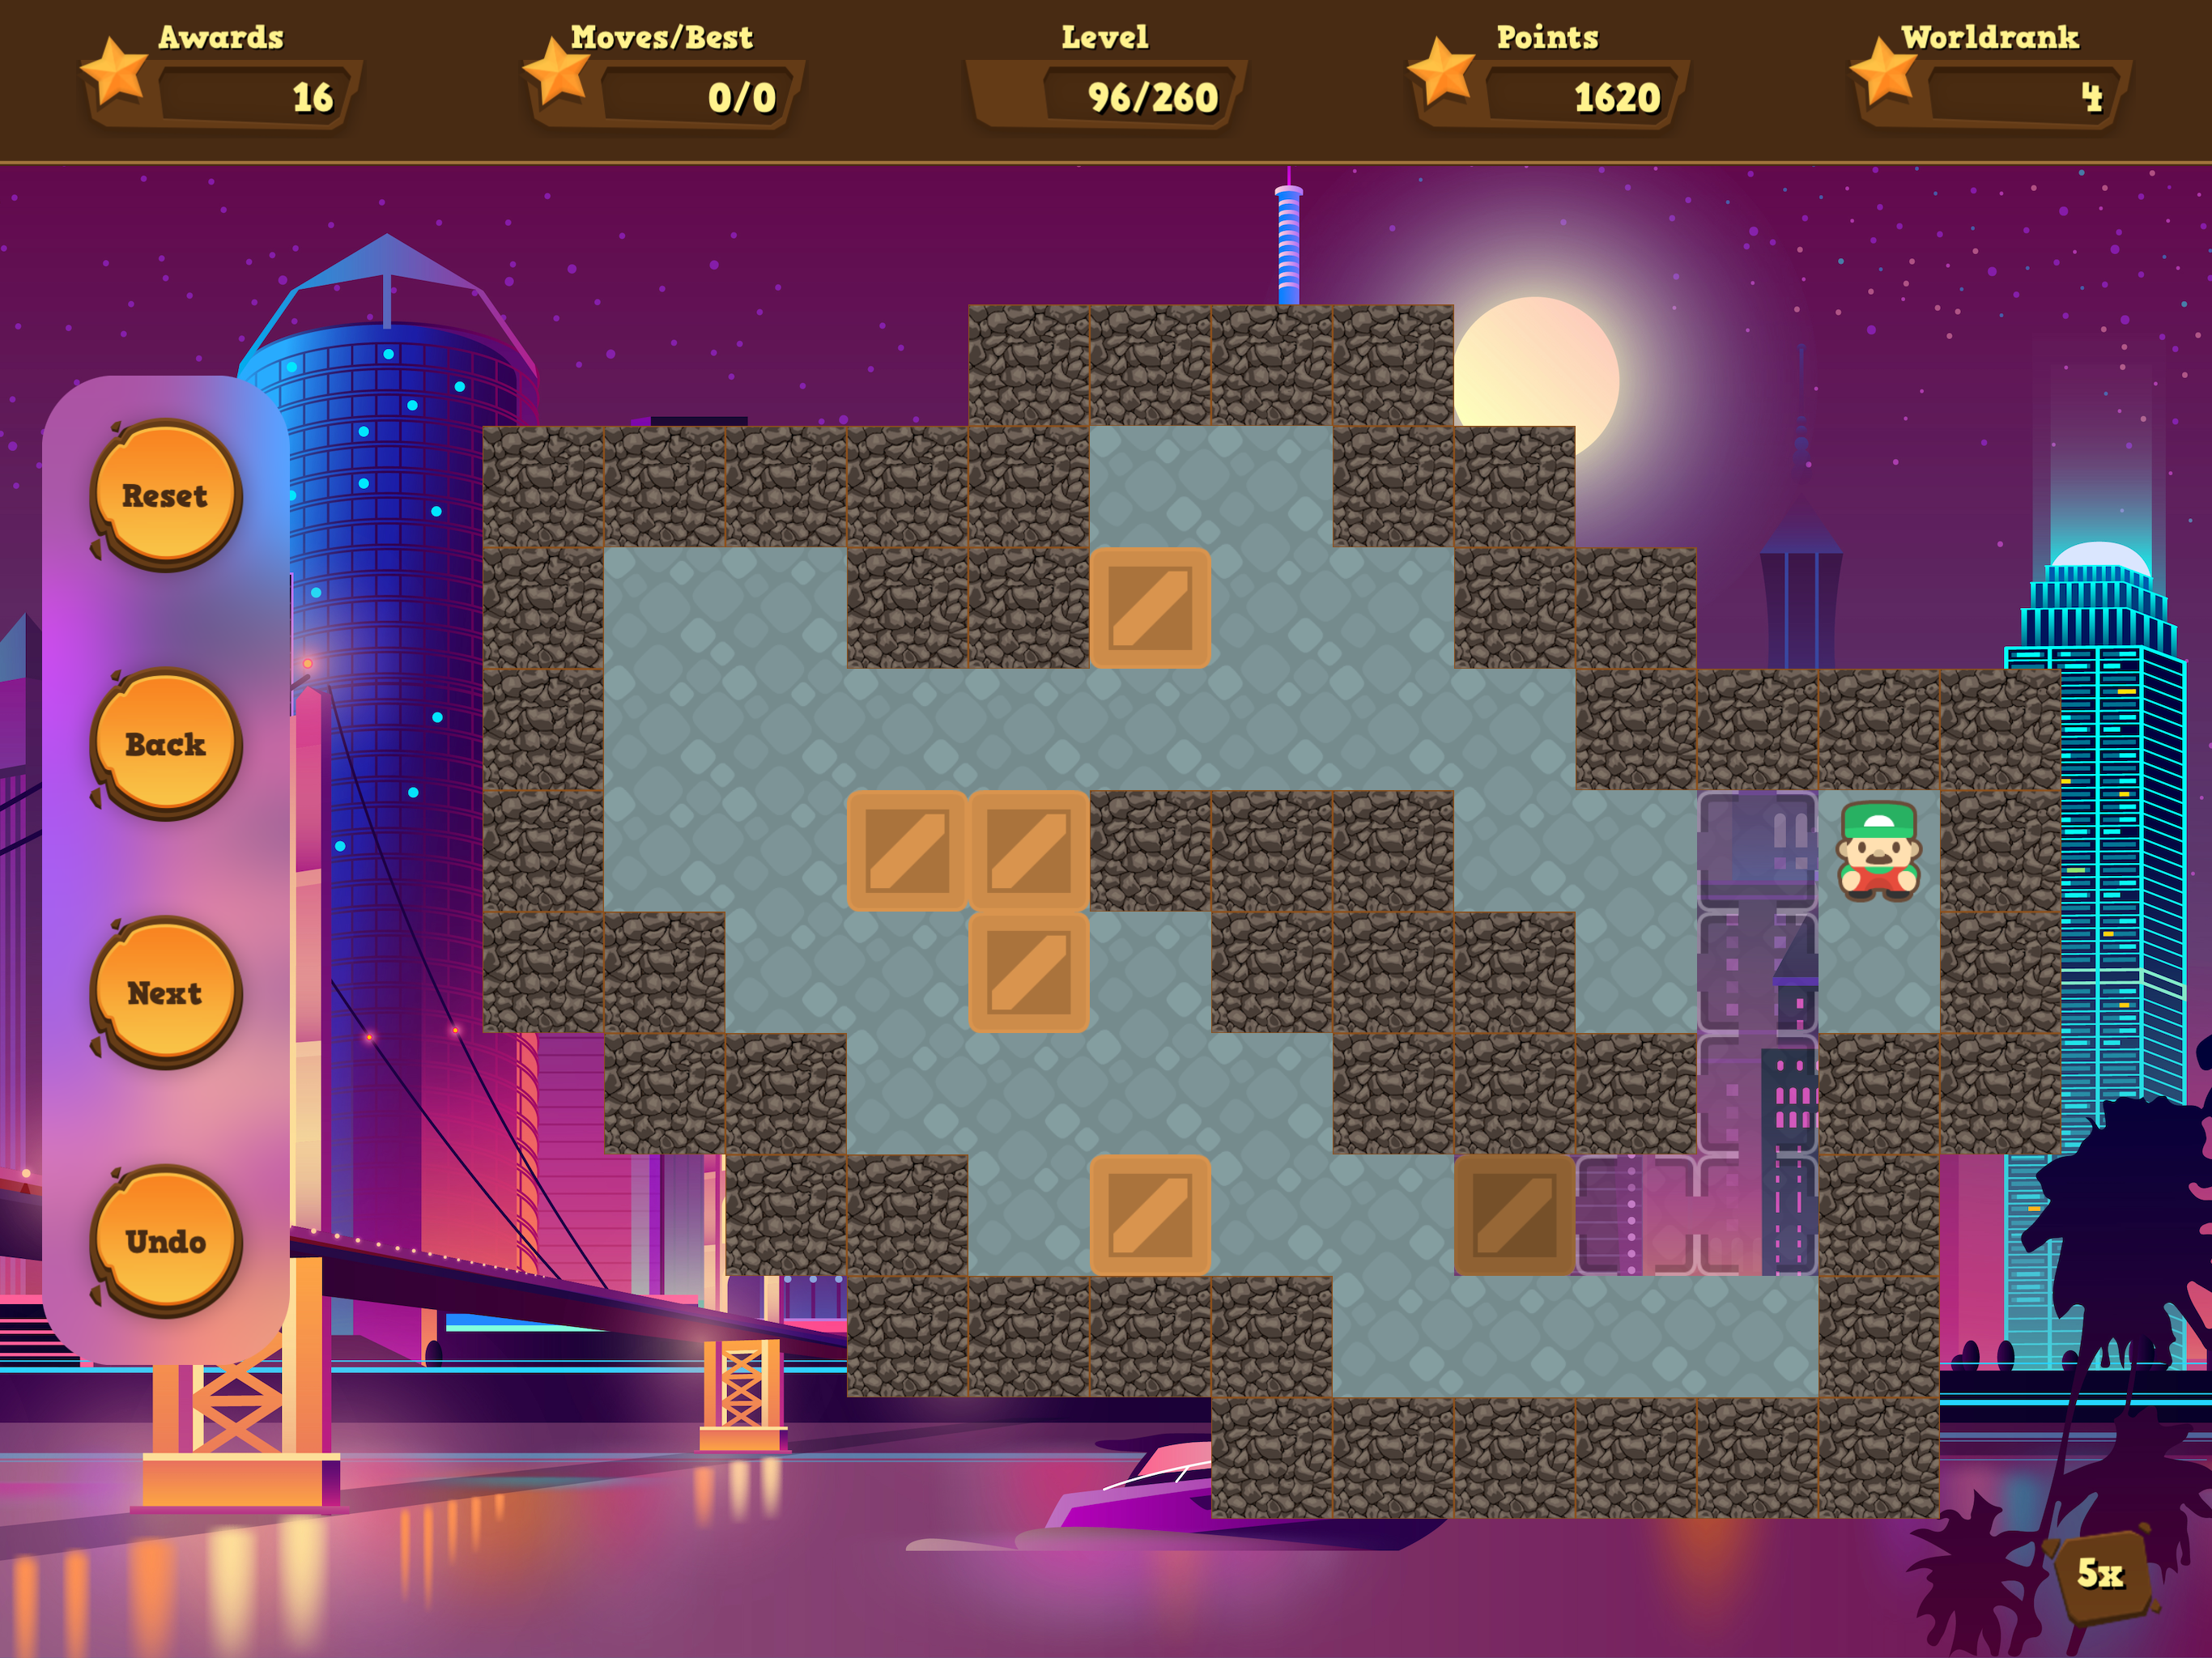 Awards
Moves/Best
Level
Points
Worldrank
16
0/0
96/260
1620
4
Reset
Back
Next
Undo
5x